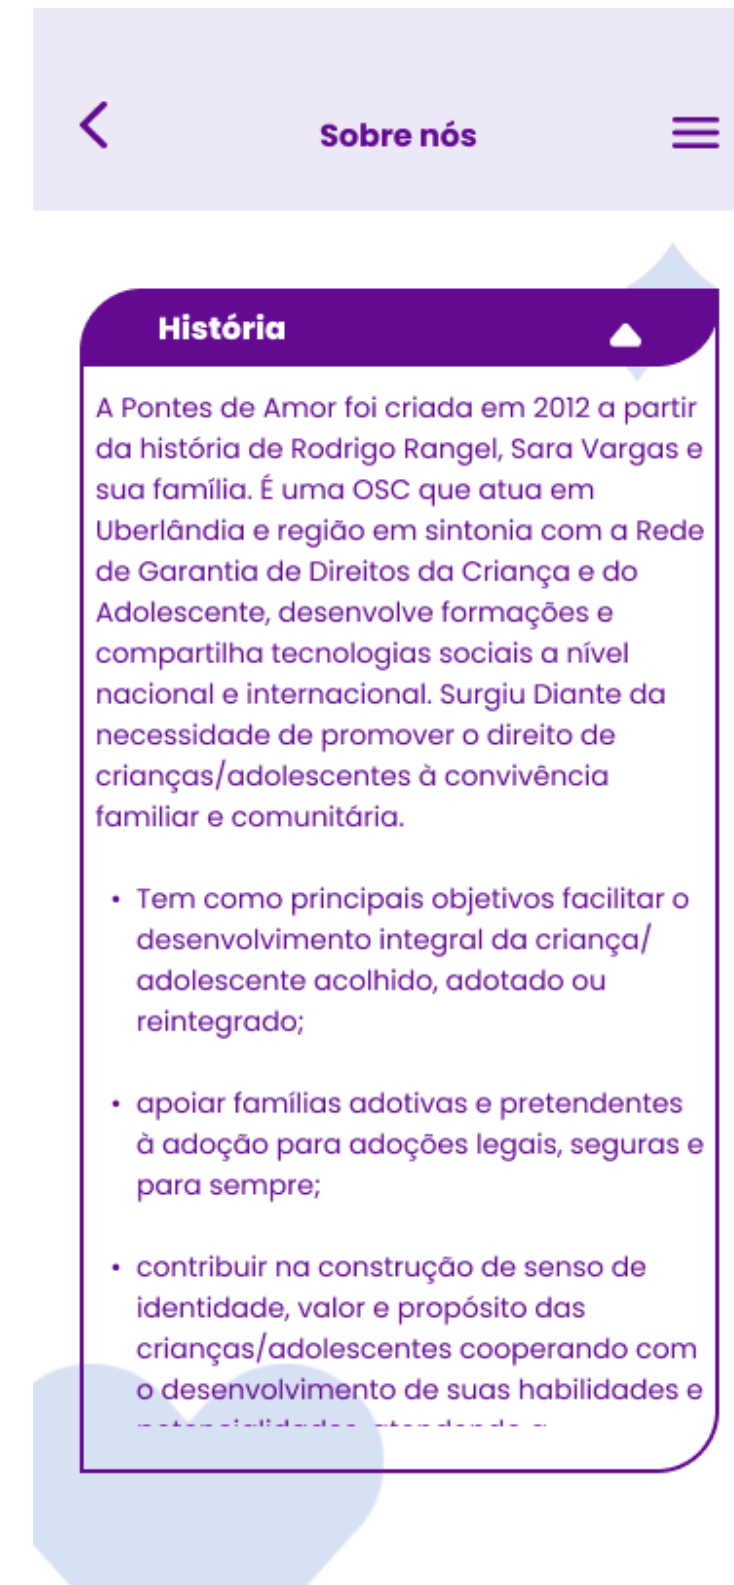 Sobre nós
História
A Pontes de Amor foi criada em 2012 a partir
da história de Rodrigo Rangel, Sara Vargas e
sua família. É uma OSC que atua em
Uberlândia e região em sintonia com a Rede
de Garantia de Direitos da Criança e do
Adolescente, desenvolve formações e
compartilha tecnologias sociais a nível
nacional e internacional. Surgiu Diante da
necessidade de promover o direito de
crianças/adolescentes à convivência
familiar e comunitária.
• Tem como principais objetivos facilitar o
desenvolvimento integral da criança/
adolescente acolhido, adotado ou
reintegrado;
• apoiar famílias adotivas e pretendentes
à adoção para adoções legais, seguras e
para sempre;
• contribuir na construção de senso de
identidade, valor e propósito das
crianças/adolescentes cooperando com
o desenvolvimento de suas habilidades e